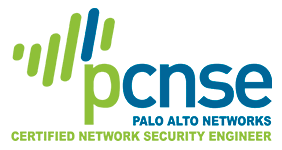 pcnse
PALO ALTO NETWORKS
CERTIFIED NETWORK SECURITY ENGINEER